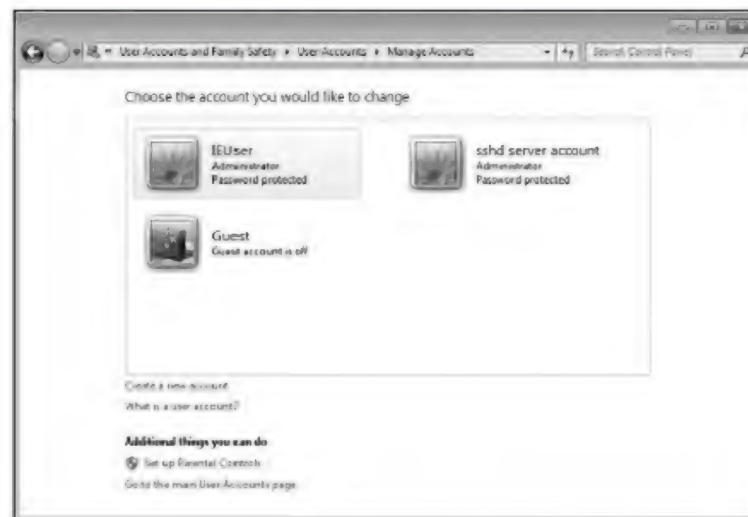 User Accounts and Family Safety ▸ User Accounts ▸ Manage Accounts
Search Control Panel
Choose the account you would like to change
IEUser
Administrator
Password protected
sshd server account
Administrator
Password protected
Guest
Guest account is off
Create a new account
What is a user account?
Additional things you can do
Set up Parental Controls
Go to the main User Accounts page